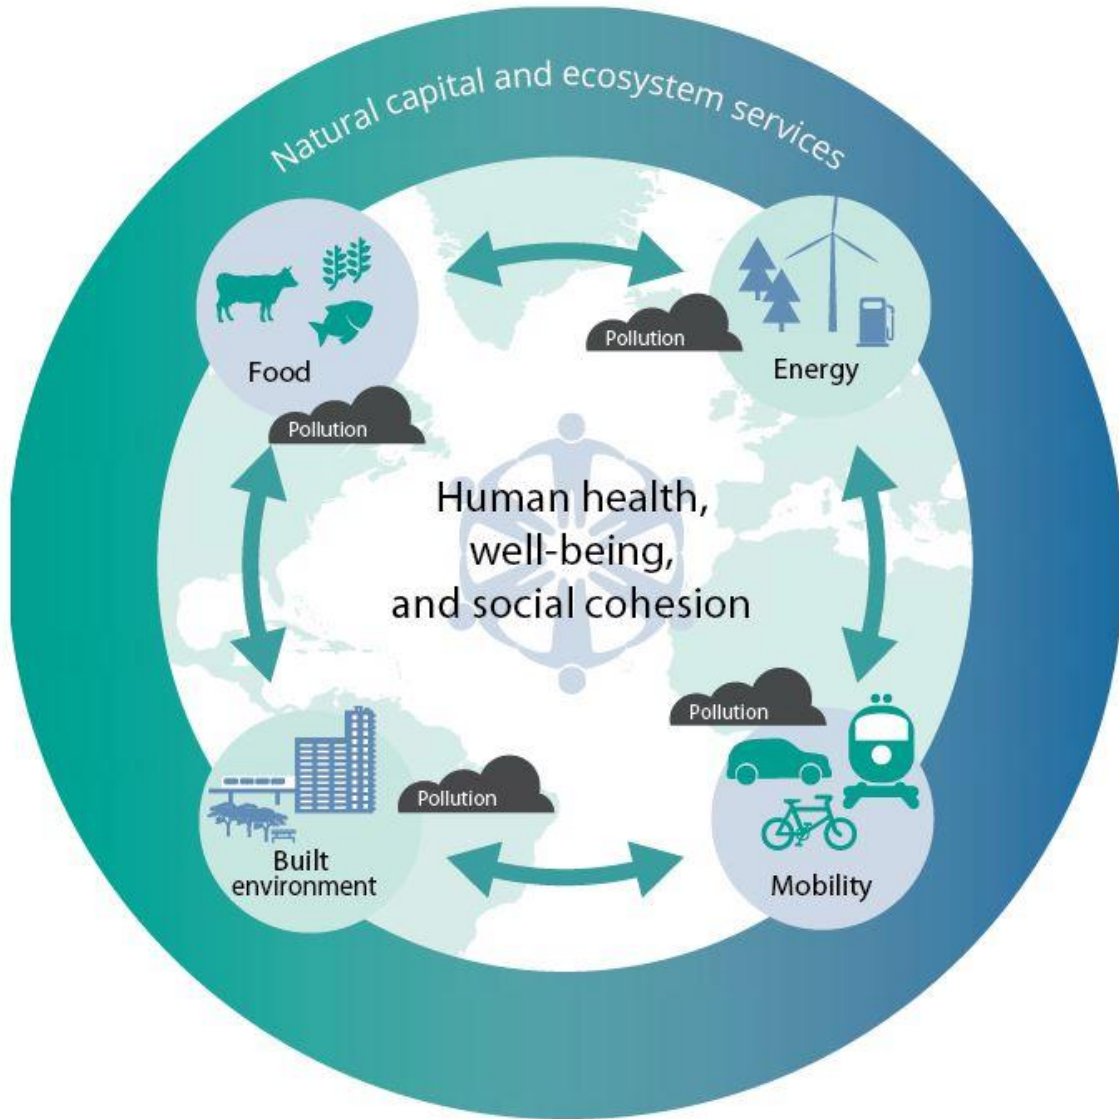 Natural capital and ecosystem services
Pollution
Food
Energy
Pollution
Human health,
well-being,
and social cohesion
Pollution
Pollution
Built
environment
Mobility